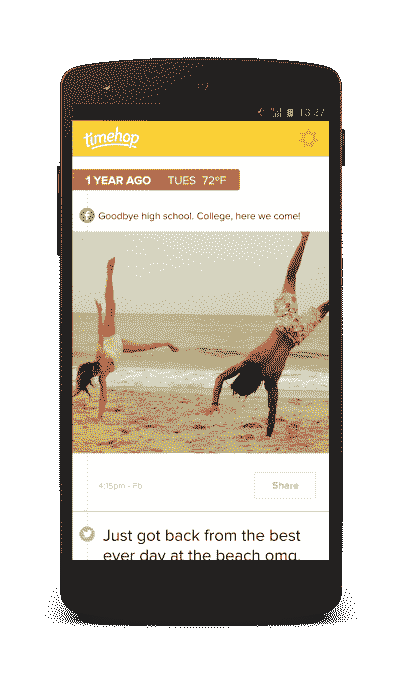 13:27
timehop
1 YEAR AGO TUES 72°F
Goodbye high school. College, here we come!
4:15pm - Fb
Share
Just got back from the best
ever day at the beach omg.